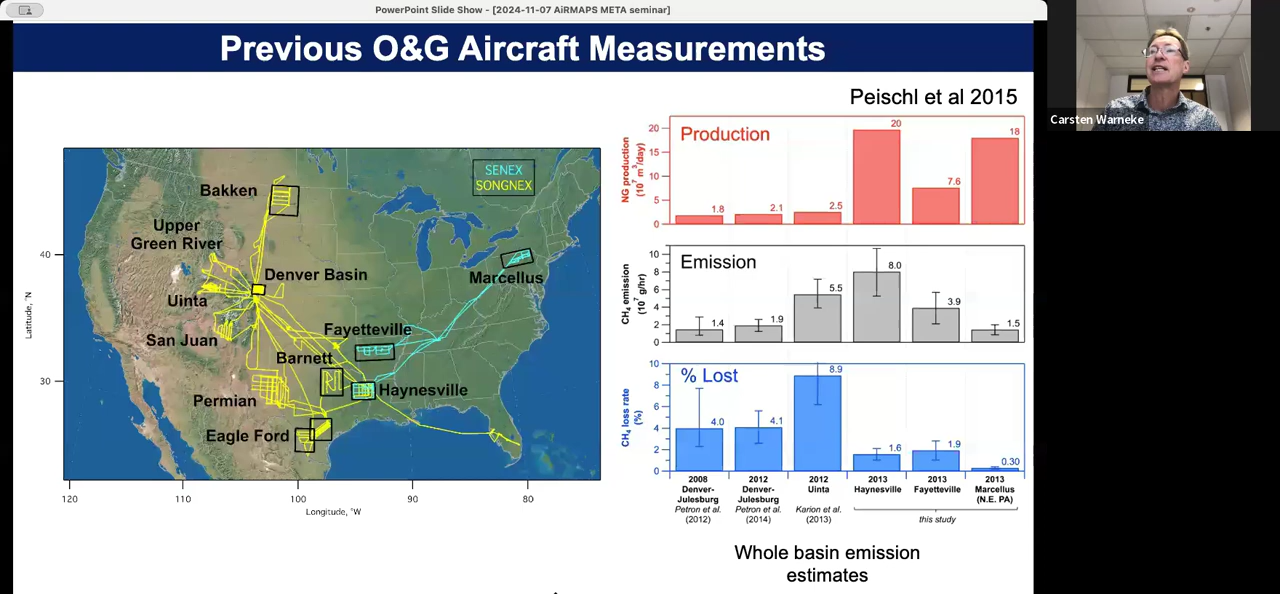 PowerPoint Slide Show - [2024-11-07 AiRMAPS META seminar]
Previous O&G Aircraft Measurements
Carsten Warneke
Peischl et al 2015
SENEX
SONGNEX
Bakken
Upper
Green River
Denver Basin
Marcellus
Uinta
San Juan
Fayetteville
Barnett
Haynesville
Permian
Eagle Ford
40
30
Latitude, °N
120
110
100
90
80
Longitude, °W
Production
NG production
(10⁷ m³/day)
20
15
10
5
0
1.8
2.1
2.5
20
7.6
18
Emission
CH₄ emission
(10⁷ g/hr)
10
8
6
4
2
0
1.4
1.9
5.5
8.0
3.9
1.5
% Lost
CH₄ loss rate
(%)
10
8
6
4
2
0
4.0
4.1
8.9
1.6
1.9
0.30
2008
Denver-
Julesburg
Petron et al.
(2012)
2012
Denver-
Julesburg
Petron et al.
(2014)
2012
Uinta
Karion et al.
(2013)
2013
Haynesville
2013
Fayetteville
2013
Marcellus
(N.E. PA)
this study
Whole basin emission
estimates